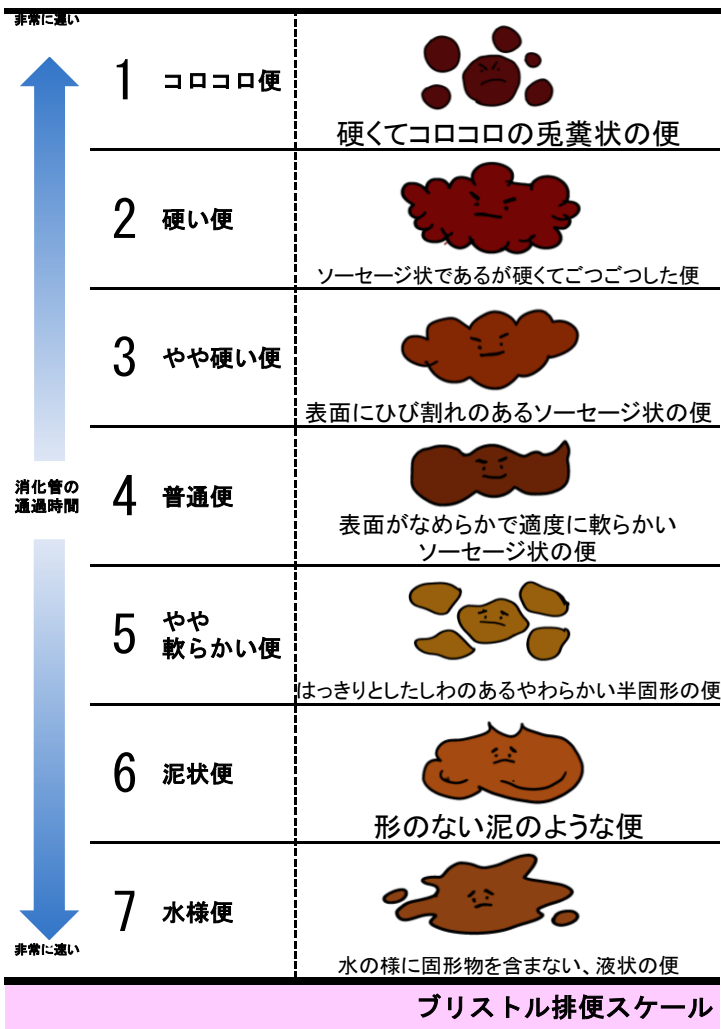 非常に遅い
1 コロコロ便
硬くてコロコロの兎糞状の便
2 硬い便
ソーセージ状であるが硬くてごつごつした便
3 やや硬い便
表面にひび割れのあるソーセージ状の便
消化管の
通過時間
4 普通便
表面がなめらかで適度に軟らかい
ソーセージ状の便
5 やや
軟らかい便
はっきりとしたしわのあるやわらかい半固形の便
6 泥状便
形のない泥のような便
7 水様便
水の様に固形物を含まない、液状の便
非常に速い
ブリストル排便スケール